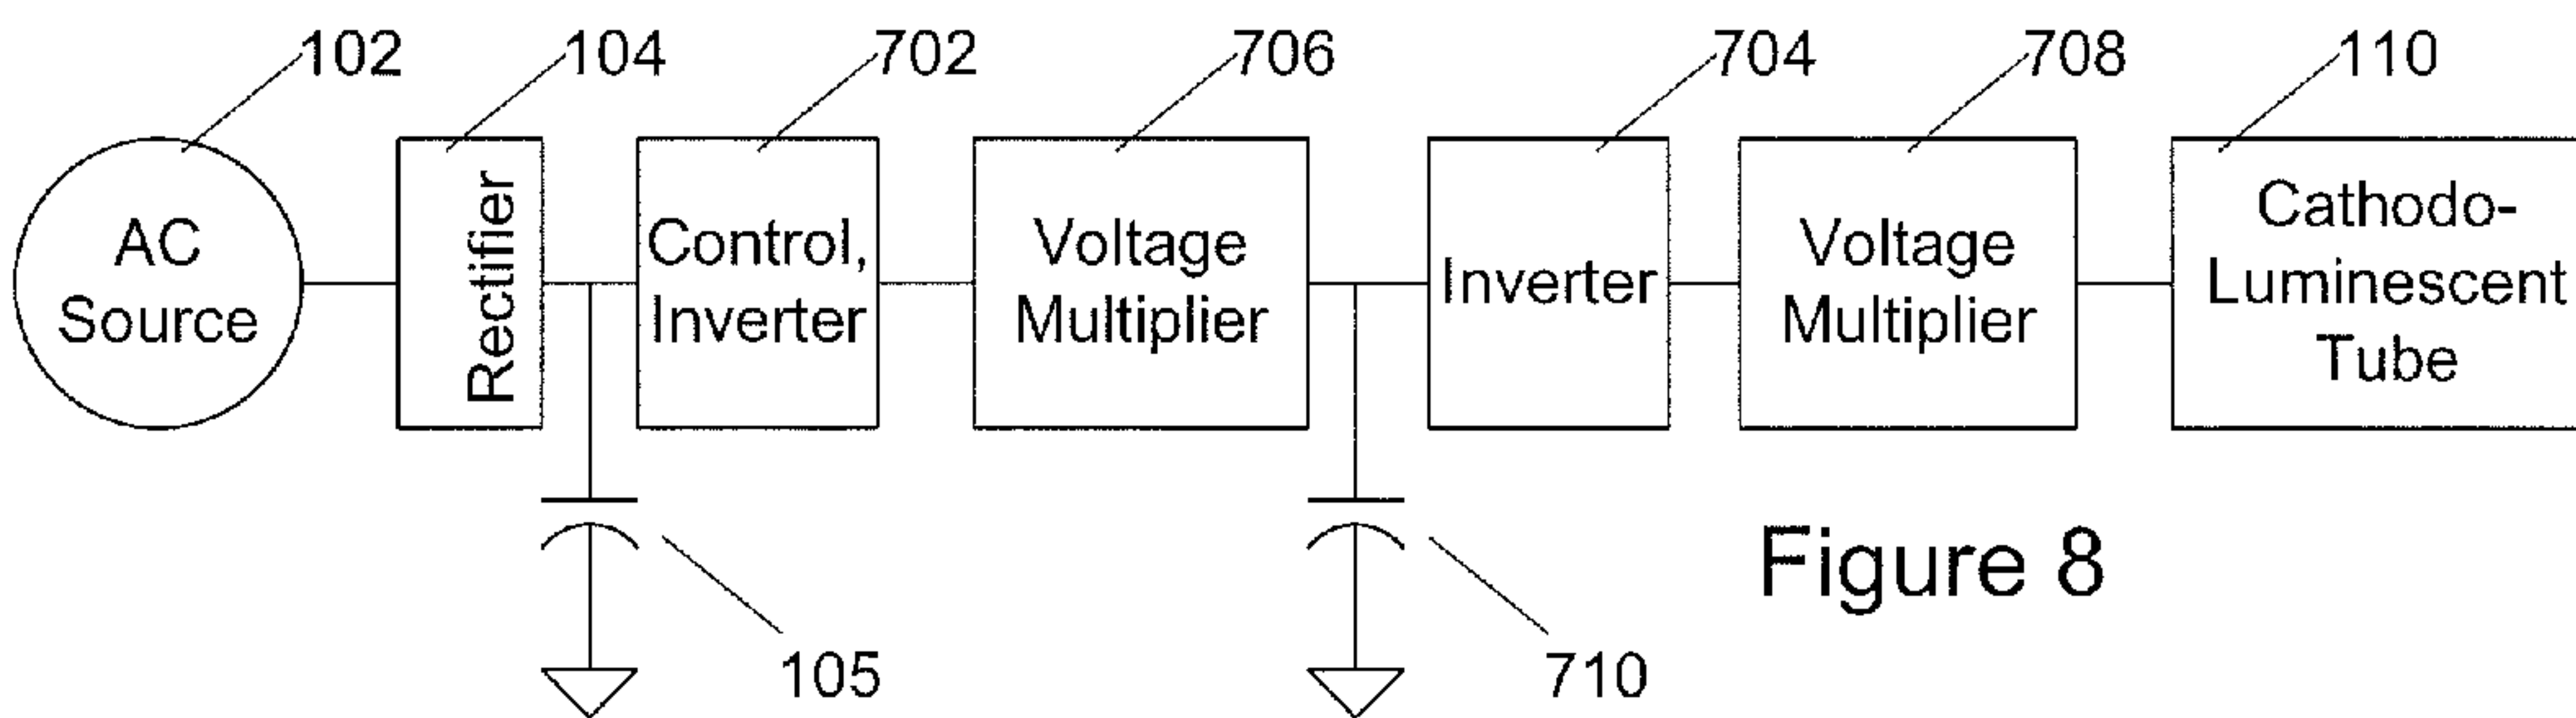 102
104
702
706
704
708
110
AC
Source
Rectifier
Control,
Inverter
Voltage
Multiplier
Inverter
Voltage
Multiplier
Cathodo-
Luminescent
Tube
105
710
Figure 8